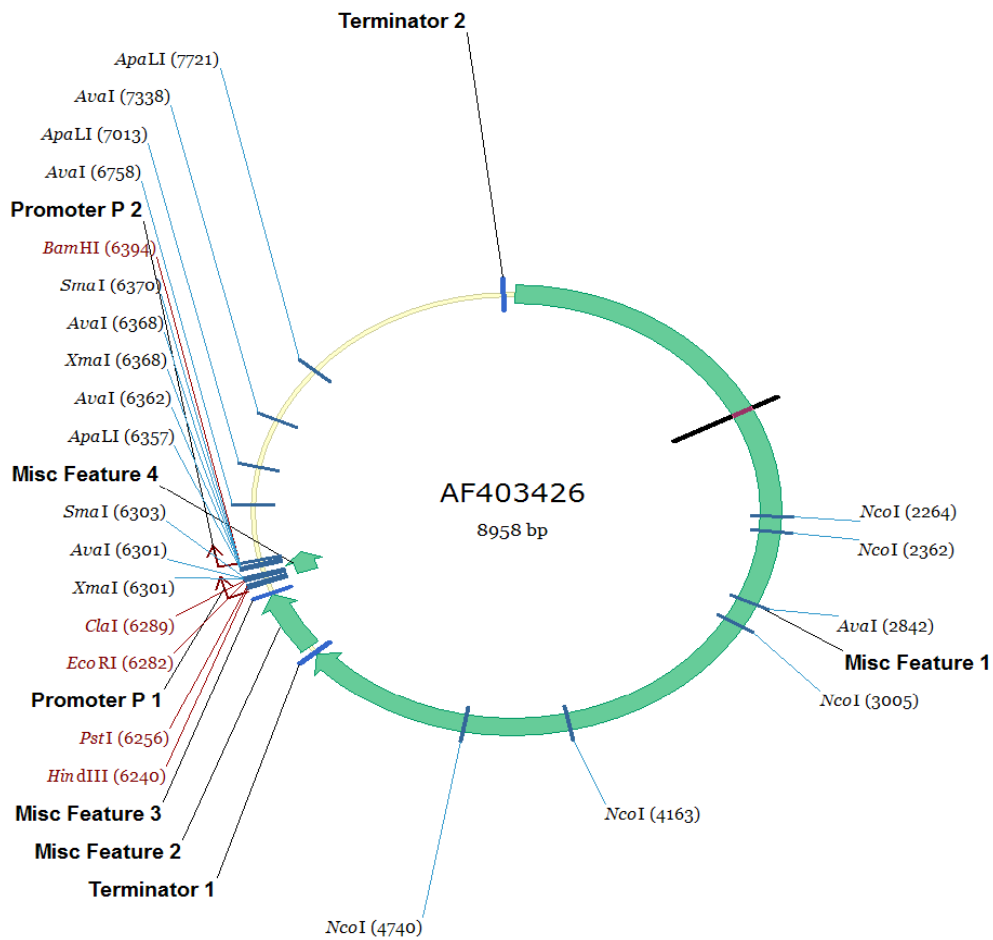 Terminator 2
ApaLI (7721)
AvaI (7338)
ApaLI (7013)
AvaI (6758)
Promoter P 2
BamHI (6394)
SmaI (6370)
AvaI (6368)
XmaI (6368)
AvaI (6362)
ApaLI (6357)
Misc Feature 4
SmaI (6303)
AvaI (6301)
XmaI (6301)
ClaI (6289)
EcoRI (6282)
Promoter P 1
PstI (6256)
HindIII (6240)
Misc Feature 3
Misc Feature 2
Terminator 1
NcoI (4740)
AF403426
8958 bp
NcoI (2264)
NcoI (2362)
AvaI (2842)
Misc Feature 1
NcoI (3005)
NcoI (4163)